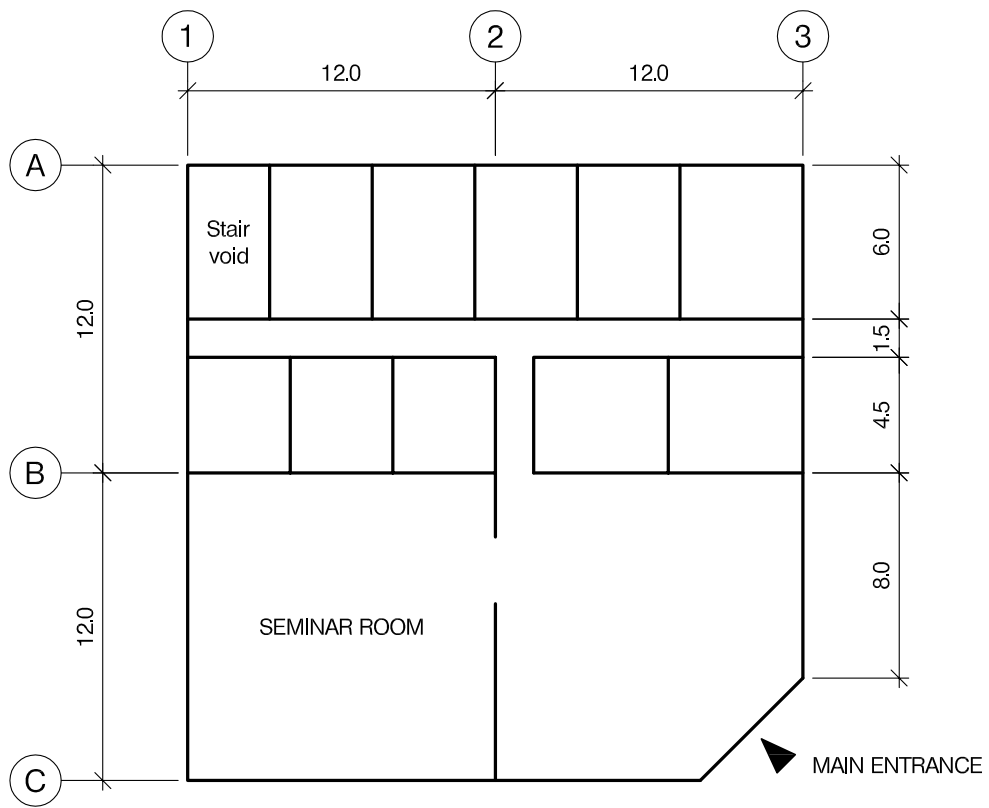 1
2
3
12.0
12.0
A
Stair
void
6.0
12.0
1.5
4.5
B
8.0
12.0
SEMINAR ROOM
C
MAIN ENTRANCE